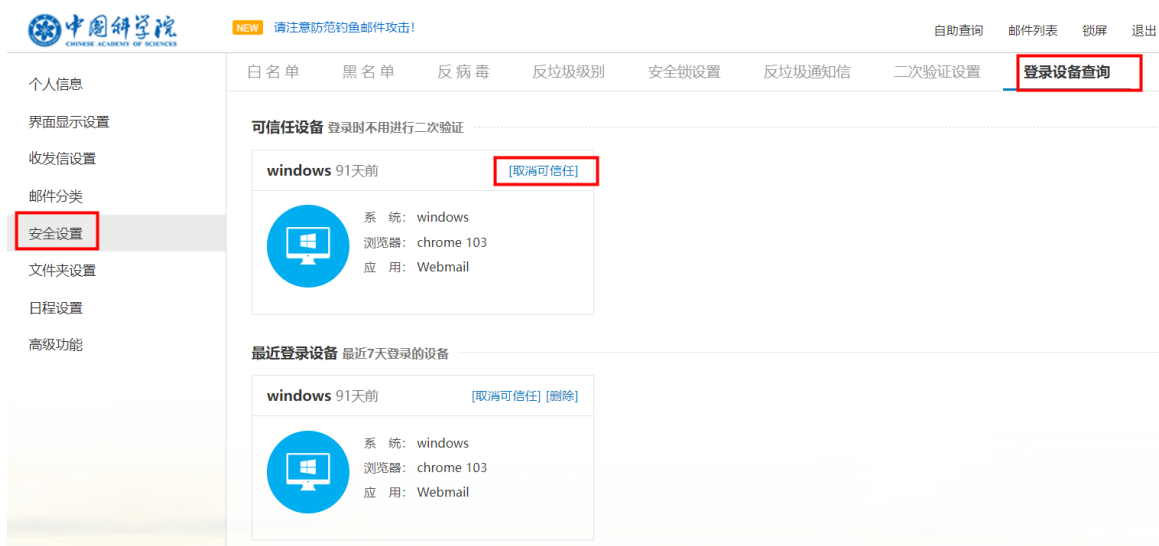 中国科学院
CHINESE ACADEMY OF SCIENCES
NEW 请注意防范钓鱼邮件攻击!
自助查询 邮件列表 锁屏 退出
个人信息
界面显示设置
收发信设置
邮件分类
安全设置
文件夹设置
日程设置
高级功能
白名单 黑名单 反病毒 反垃圾级别 安全锁设置 反垃圾通知信 二次验证设置 登录设备查询
可信任设备 登录时不用进行二次验证
windows 91天前 [取消可信任]
系 统: windows
浏览器: chrome 103
应 用: Webmail
最近登录设备 最近7天登录的设备
windows 91天前 [取消可信任] [删除]
系 统: windows
浏览器: chrome 103
应 用: Webmail